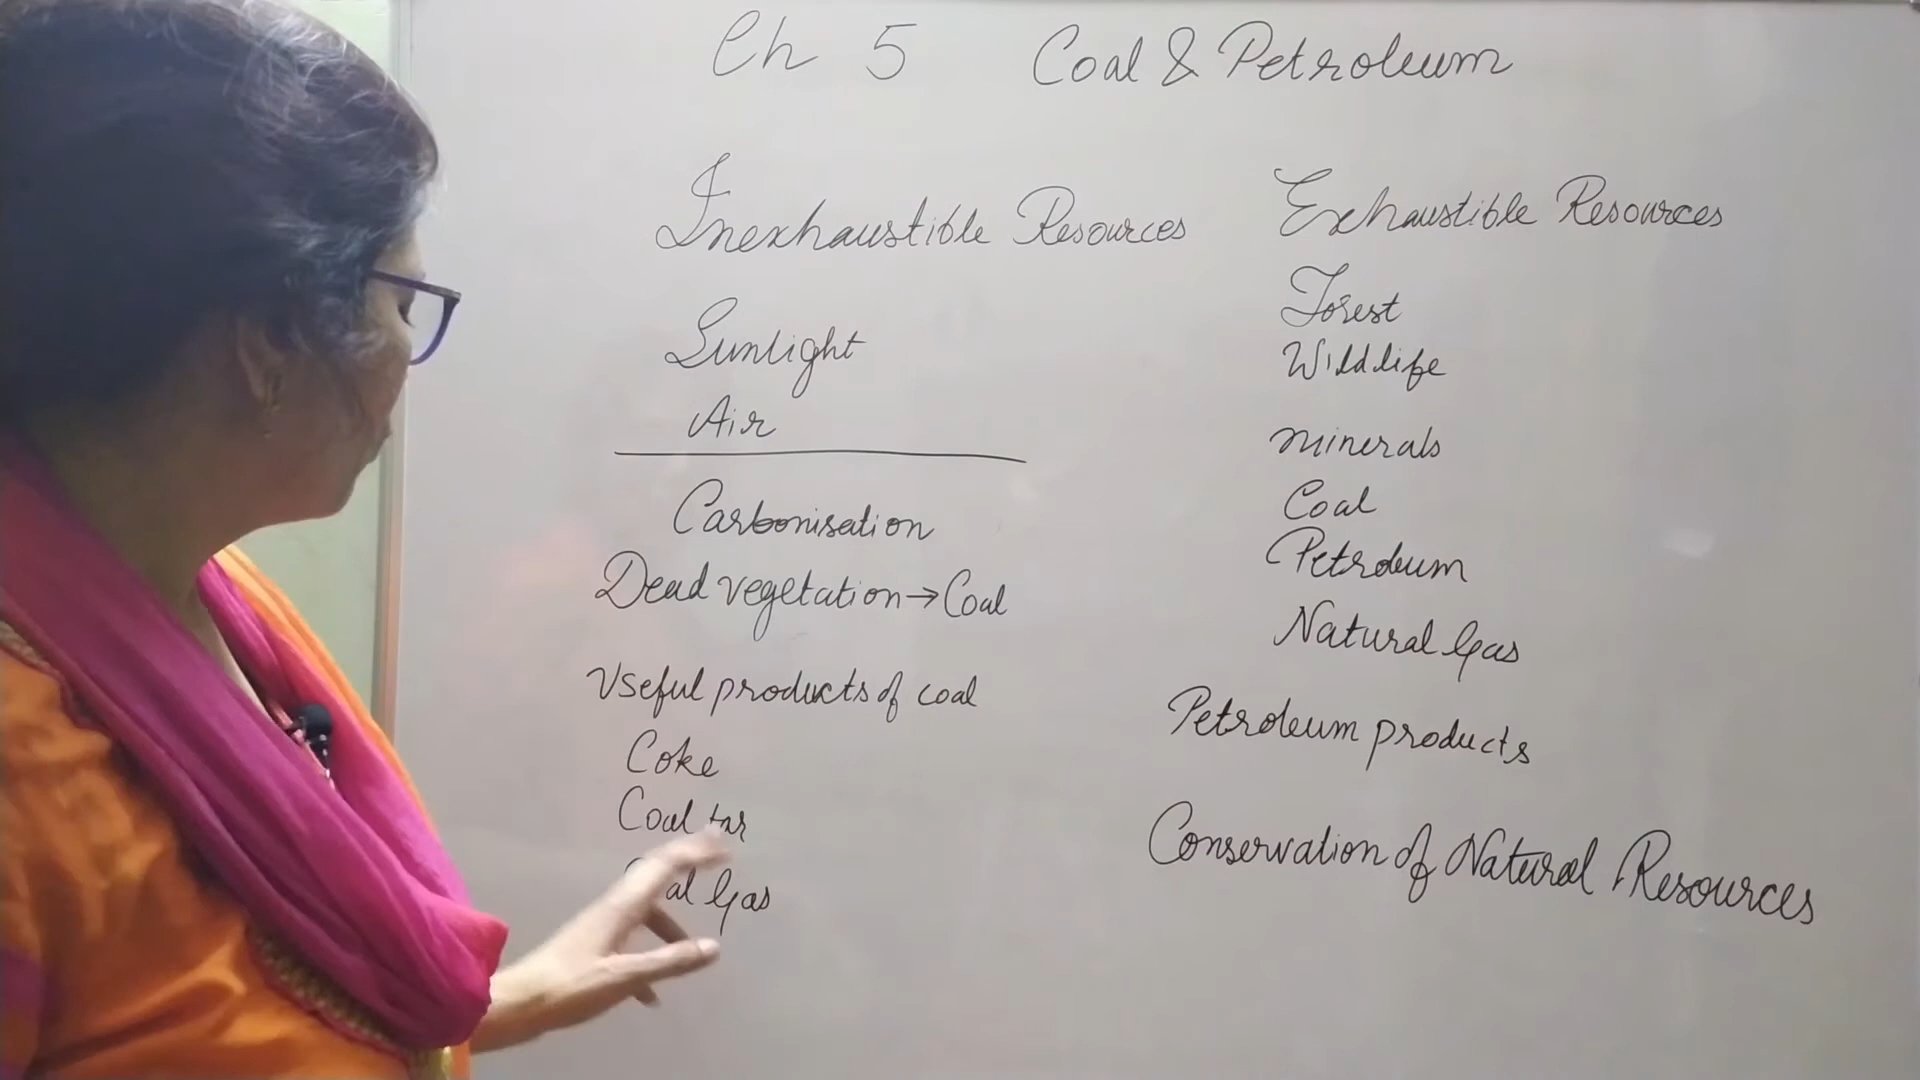 Ch 5 Coal & Petroleum
Inexhaustible Resources
Sunlight
Air
Carbonisation
Dead vegetation → Coal
Useful products of coal
Coke
Coal tar
Coal Gas
Exhaustible Resources
Forest
Wildlife
minerals
Coal
Petroleum
Natural Gas
Petroleum products
Conservation of Natural Resources